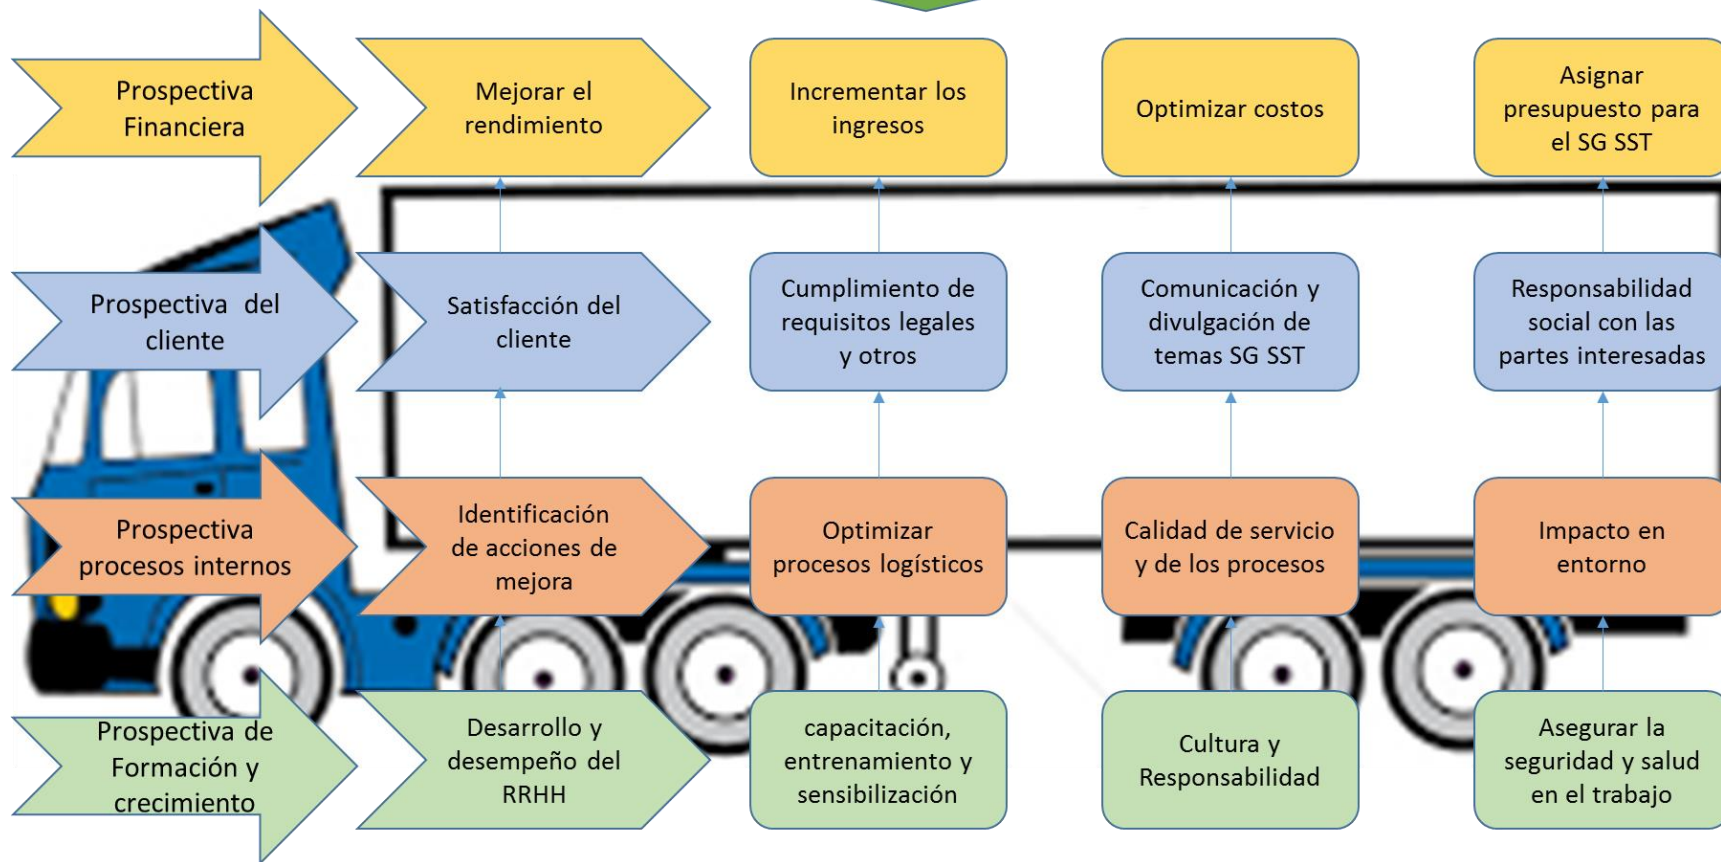 Prospectiva
Financiera
Mejorar el
rendimiento
Incrementar los
ingresos
Optimizar costos
Asignar
presupuesto para
el SG SST
Prospectiva del
cliente
Satisfacción del
cliente
Cumplimiento de
requisitos legales
y otros
Comunicación y
divulgación de
temas SG SST
Responsabilidad
social con las
partes interesadas
Prospectiva
procesos internos
Identificación
de acciones de
mejora
Optimizar
procesos logísticos
Calidad de servicio
y de los procesos
Impacto en
entorno
Prospectiva de
Formación y
crecimiento
Desarrollo y
desempeño del
RRHH
capacitación,
entrenamiento y
sensibilización
Cultura y
Responsabilidad
Asegurar la
seguridad y salud
en el trabajo